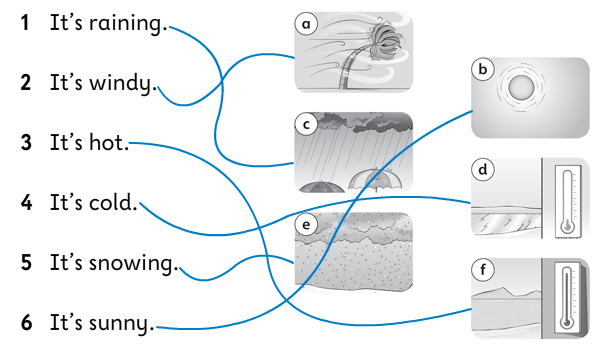 1 It's raining.
2 It's windy.
3 It's hot.
4 It's cold.
5 It's snowing.
6 It's sunny.
a
b
c
d
e
f